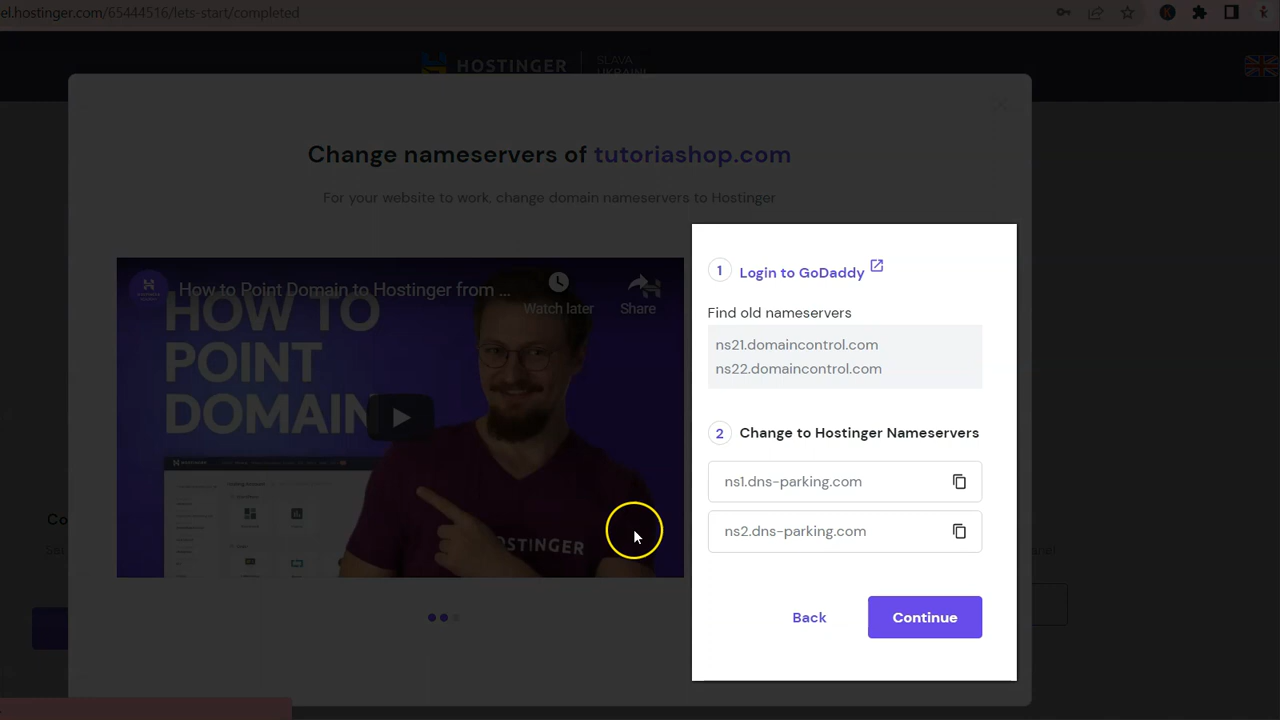 el.hostinger.com/65444516/lets-start/completed
HOSTINGER
SLAVA
UKRAINI
Change nameservers of tutoriashop.com
For your website to work, change domain nameservers to Hostinger
How to Point Domain to Hostinger from ...
Watch later
Share
HOW TO
POINT
DOMAIN
1 Login to GoDaddy
Find old nameservers
ns21.domaincontrol.com
ns22.domaincontrol.com
2 Change to Hostinger Nameservers
ns1.dns-parking.com
ns2.dns-parking.com
Back
Continue